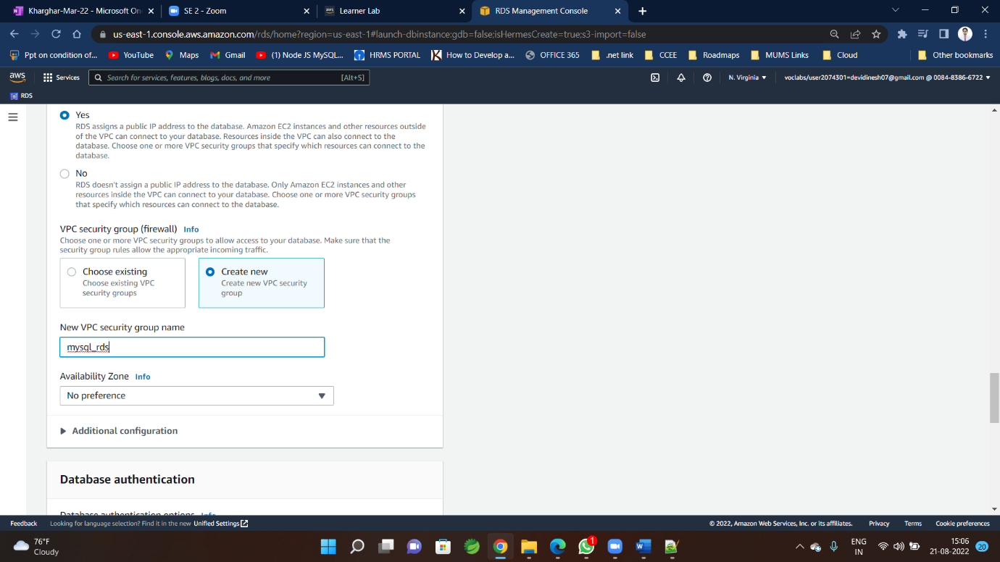 Kharghar-Mar-22 - Microsoft On
SE 2 - Zoom
Learner Lab
RDS Management Console
us-east-1.console.aws.amazon.com/rds/home?region=us-east-1#launch-dbinstance:gdb=false;isHermesCreate=true;s3-import=false
Ppt on condition of...
YouTube
Maps
Gmail
(1) Node JS MySQL...
HRMS PORTAL
How to Develop a...
OFFICE 365
.net link
CCEE
Roadmaps
MUMS Links
Cloud
Other bookmarks
aws
Services
Search for services, features, blogs, docs, and more
[Alt+S]
N. Virginia
voclabs/user2074301=devidinesh07@gmail.com @ 0084-8386-6722
RDS
Yes
RDS assigns a public IP address to the database. Amazon EC2 instances and other resources outside
of the VPC can connect to your database. Resources inside the VPC can also connect to the
database. Choose one or more VPC security groups that specify which resources can connect to the
database.
No
RDS doesn't assign a public IP address to the database. Only Amazon EC2 instances and other
resources inside the VPC can connect to your database. Choose one or more VPC security groups
that specify which resources can connect to the database.
VPC security group (firewall) Info
Choose one or more VPC security groups to allow access to your database. Make sure that the
security group rules allow the appropriate incoming traffic.
Choose existing
Choose existing VPC
security groups
Create new
Create new VPC security
group
New VPC security group name
mysql_rds
Availability Zone Info
No preference
Additional configuration
Database authentication
Database authentication options Info
Feedback
Looking for language selection? Find it in the new Unified Settings
© 2022, Amazon Web Services, Inc. or its affiliates.
Privacy
Terms
Cookie preferences
76°F
Cloudy
1
ENG
IN
15:06
21-08-2022
20